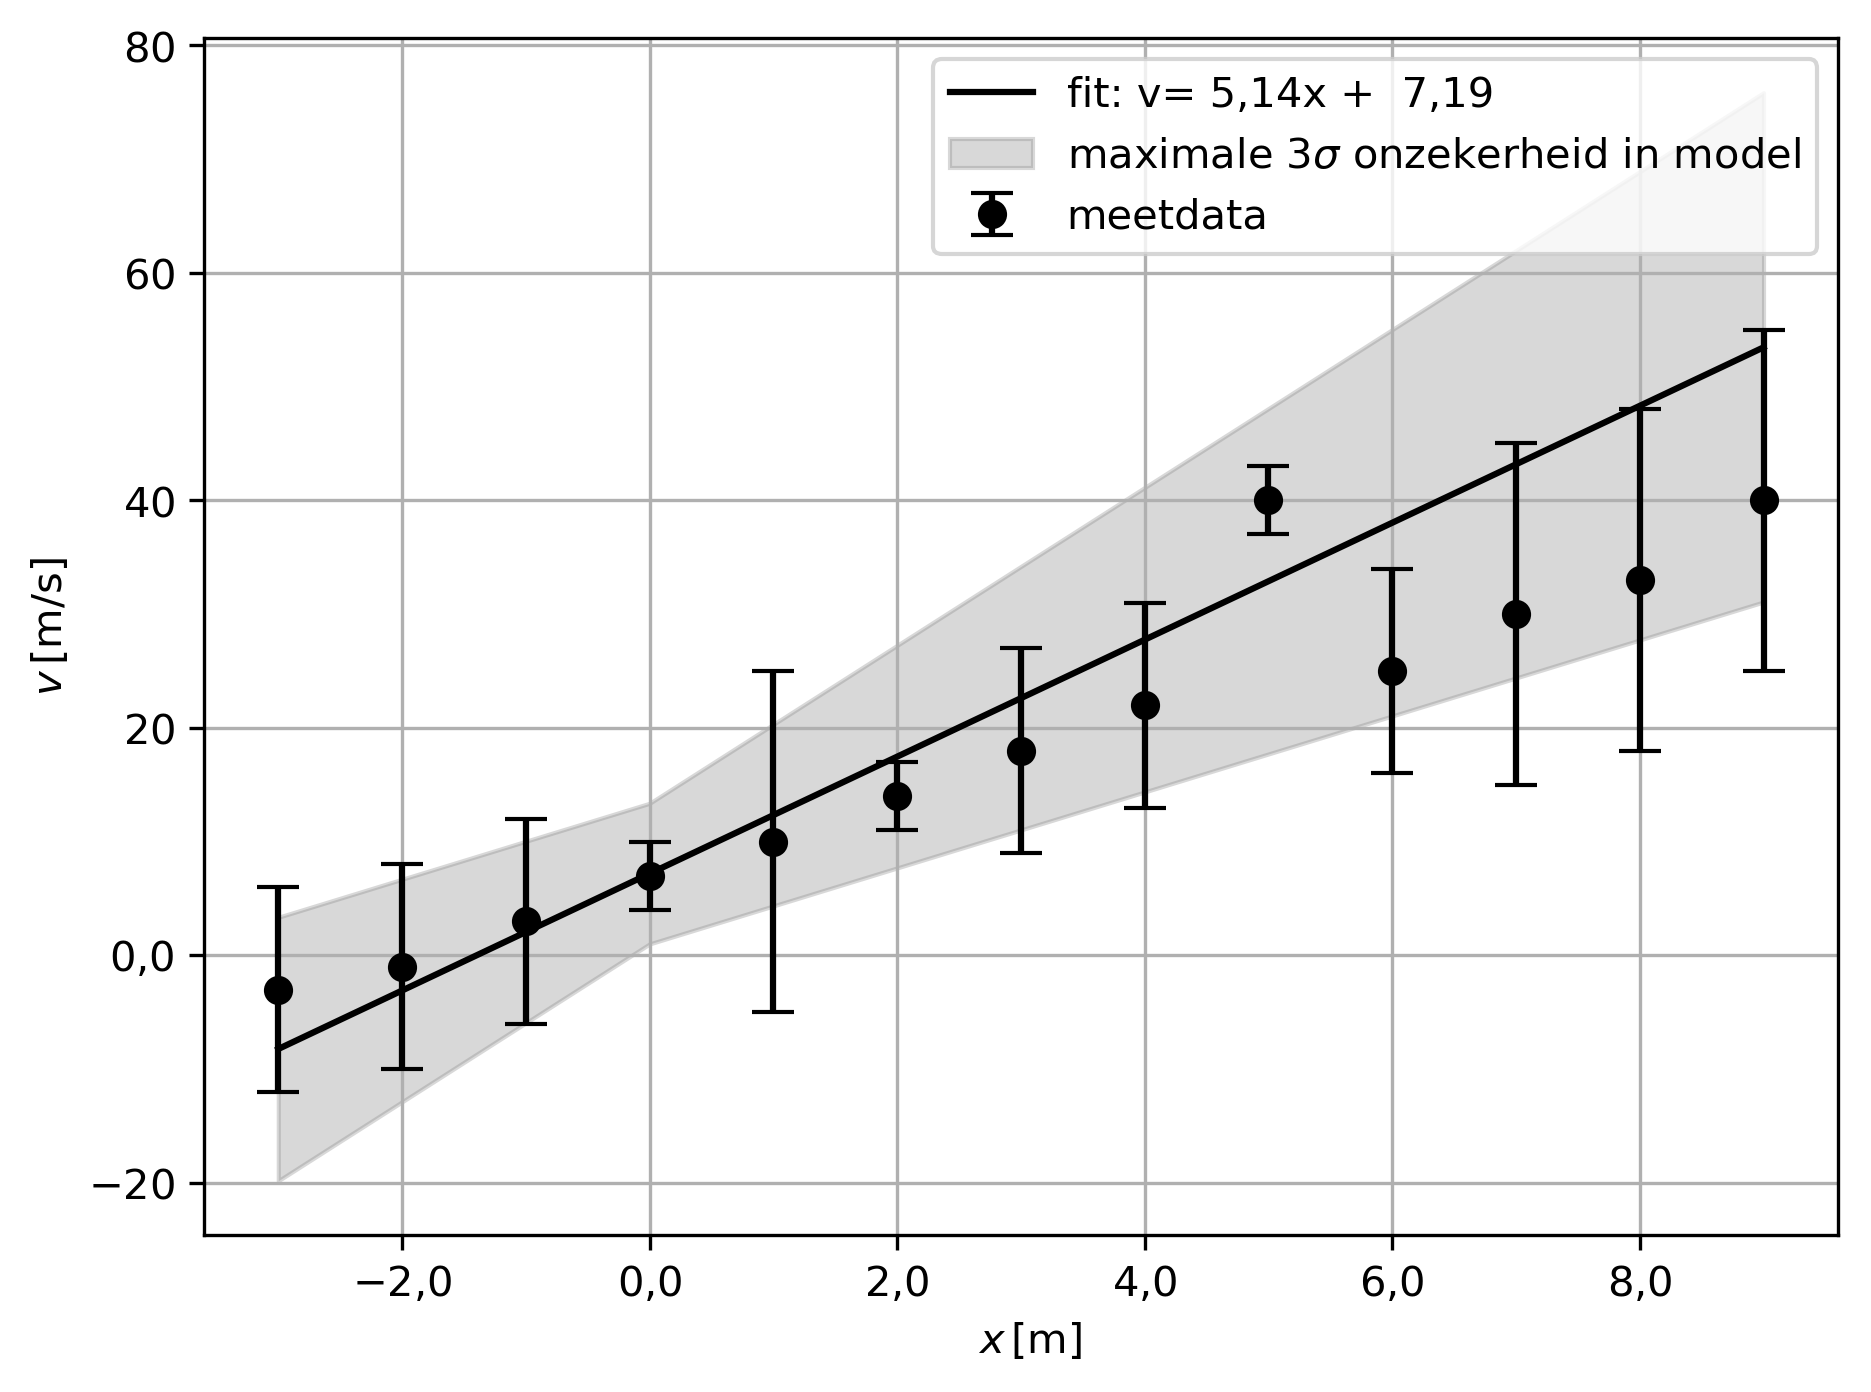 80
60
40
20
0,0
−20
v [m/s]
fit: v= 5,14x +  7,19
maximale 3σ onzekerheid in model
meetdata
−2,0 0,0 2,0 4,0 6,0 8,0
x [m]